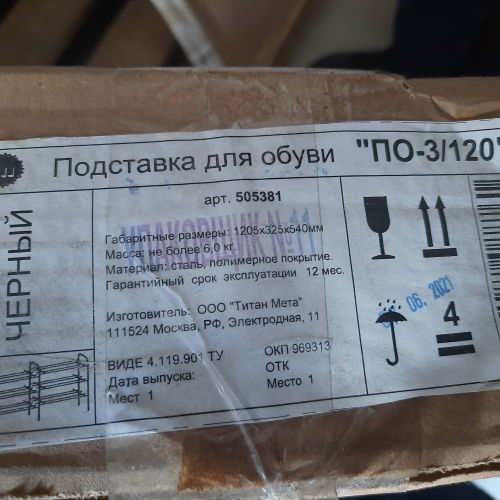 Подставка для обуви "ПО-3/120"
арт. 505381
ЧЕРНЫЙ
УПАКОВЩИК №11
Габаритные размеры: 1205х325х540мм
Масса: не более 6,0 кг.
Материал: сталь, полимерное покрытие
Гарантийный срок эксплуатации 12 мес.
Изготовитель: ООО "Титан Мета"
111524 Москва, РФ, Электродная, 11
ВИДЕ 4.119.901 ТУ ОКП 969313
Дата выпуска: ОТК
Мест 1 Место 1
06. 2021
4